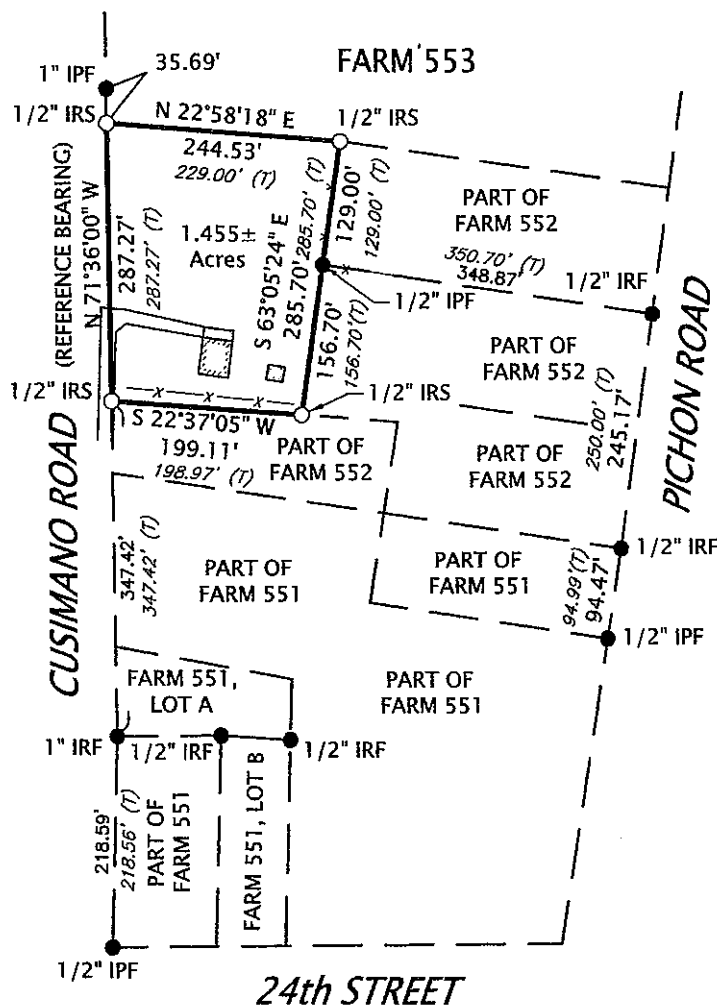 FARM 553
35.69'
1" IPF
1/2" IRS
N 22°58'18" E
1/2" IRS
244.53'
229.00' (T)
(REFERENCE BEARING)
N 71°36'00" W
287.27'
287.27' (T)
1.455±
Acres
S 63°05'24" E
285.70' (T)
285.70'
129.00'
129.00' (T)
PART OF
FARM 552
350.70' (T)
348.87'
1/2" IRF
1/2" IPF
156.70'
156.70'(T)
PART OF
FARM 552
1/2" IRS
1/2" IRS
S 22°37'05" W
199.11'
198.97' (T)
PART OF
FARM 552
PART OF
FARM 552
250.00' (T)
245.17'
PICHON ROAD
CUSIMANO ROAD
347.42'
347.42' (T)
PART OF
FARM 551
PART OF
FARM 551
1/2" IRF
94.99'(T)
94.47'
1/2" IPF
FARM 551,
LOT A
PART OF
FARM 551
1" IRF
1/2" IRF
1/2" IRF
218.59'
218.56' (T)
PART OF
FARM 551
FARM 551, LOT B
1/2" IPF
24th STREET